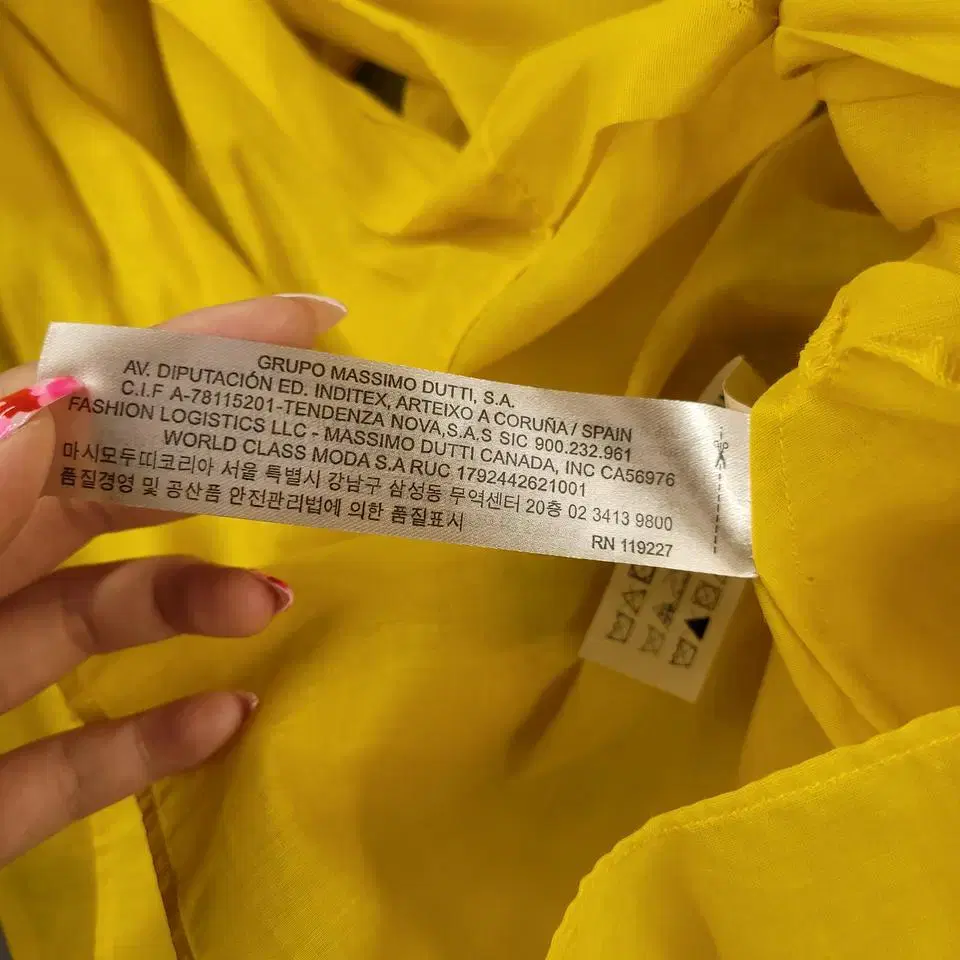 GRUPO MASSIMO DUTTI, S.A.
AV. DIPUTACIÓN ED. INDITEX, ARTEIXO A CORUÑA / SPAIN
C.I.F A-78115201-TENDENZA NOVA,S.A.S SIC 900.232.961
FASHION LOGISTICS LLC - MASSIMO DUTTI CANADA, INC CA56976
WORLD CLASS MODA S.A RUC 1792442621001
마시모두띠코리아 서울 특별시 강남구 삼성동 무역센터 20층 02 3413 9800
품질경영 및 공산품 안전관리법에 의한 품질표시
RN 119227